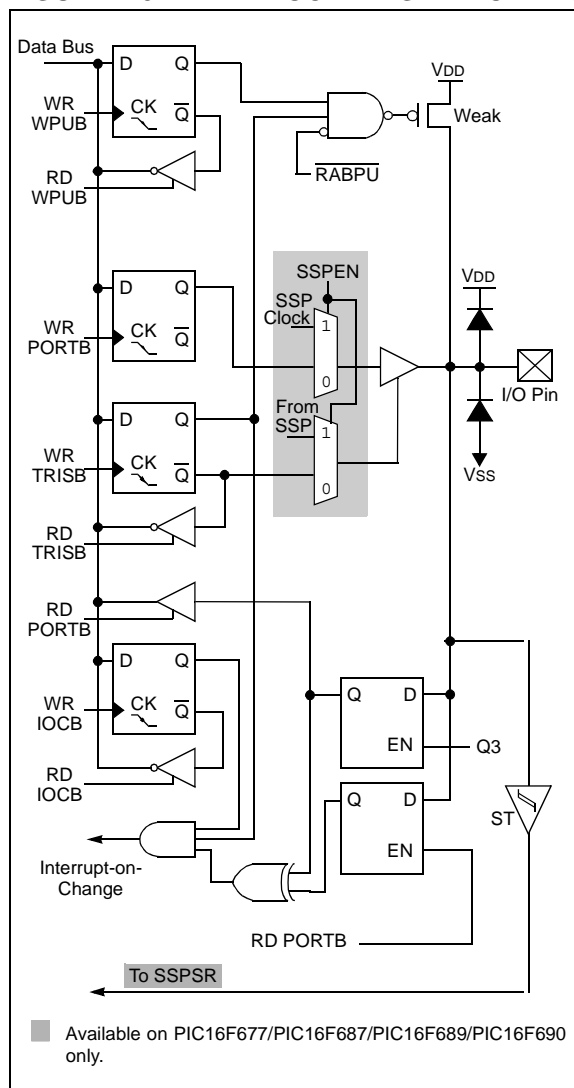 Data Bus
D Q
WR
WPUB
CK Q
RD
WPUB
VDD
Weak
RABPU
D Q
WR
PORTB
CK Q
SSPEN
SSP
Clock
1
0
From
SSP
1
0
VDD
I/O Pin
VSS
D Q
WR
TRISB
CK Q
RD
TRISB
RD
PORTB
D Q
WR
IOCB
CK Q
RD
IOCB
Q D
EN
Q3
Q D
EN
ST
Interrupt-on-
Change
RD PORTB
To SSPSR
Available on PIC16F677/PIC16F687/PIC16F689/PIC16F690
only.